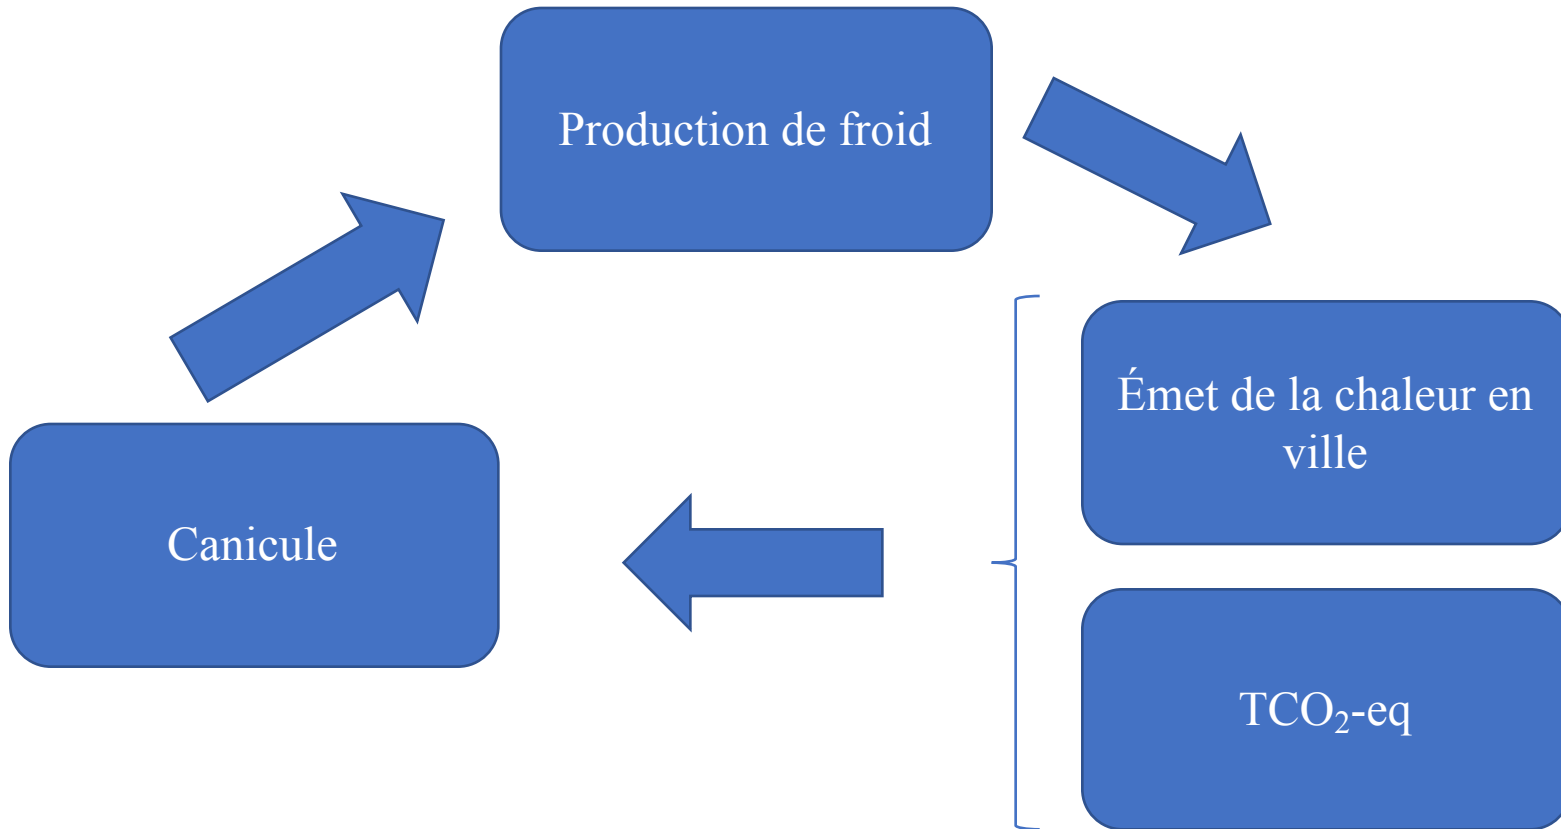 Production de froid
Émet de la chaleur en
ville
Canicule
TCO₂-eq